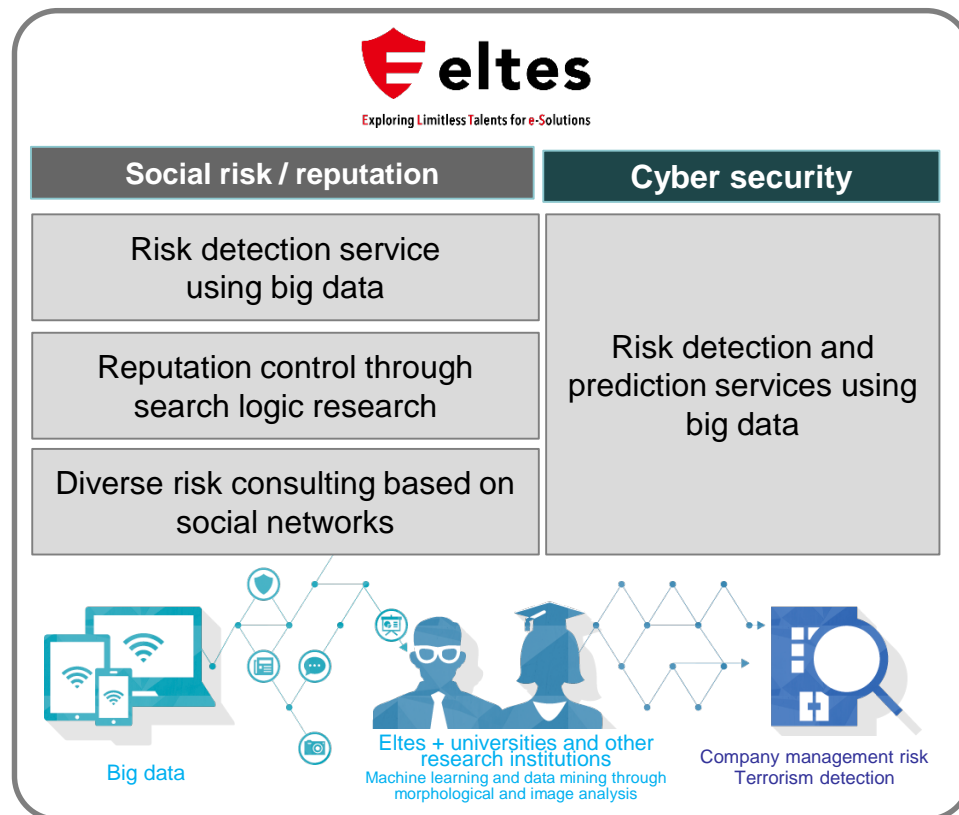 eltes
Exploring Limitless Talents for e-Solutions
Social risk / reputation
Risk detection service
using big data
Reputation control through
search logic research
Diverse risk consulting based on
social networks
Cyber security
Risk detection and
prediction services using
big data
Big data
Eltes + universities and other
research institutions
Machine learning and data mining through
morphological and image analysis
Company management risk
Terrorism detection